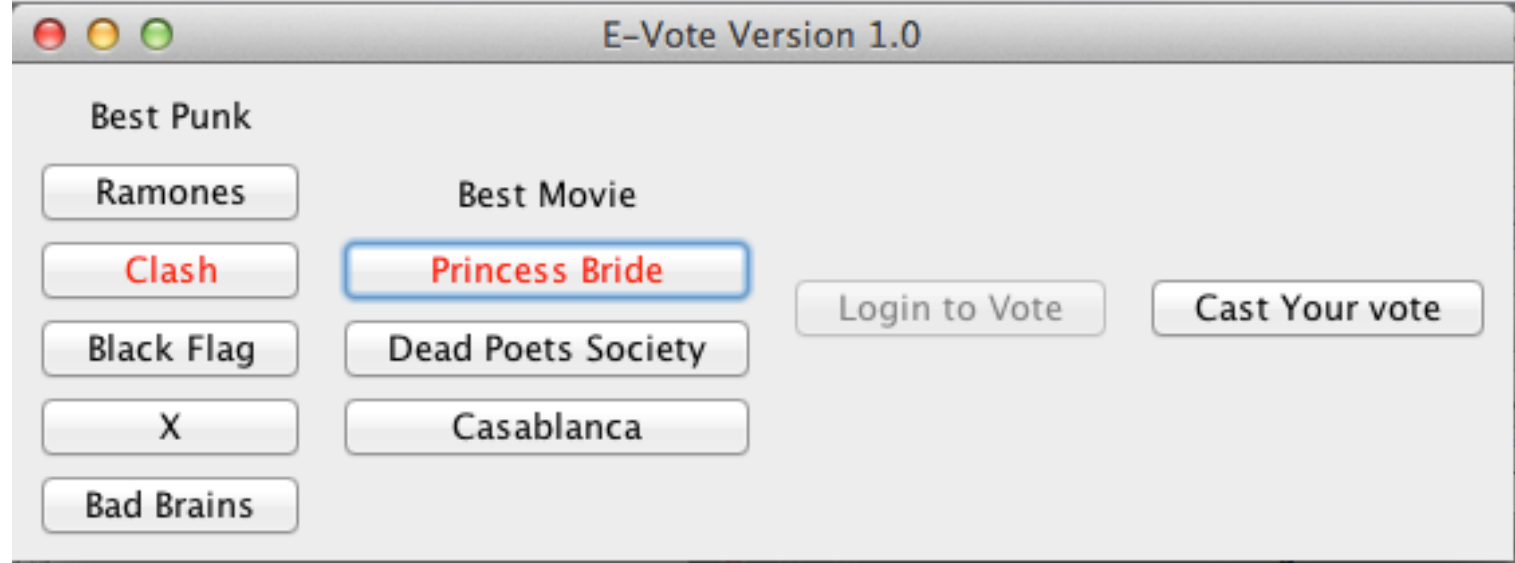 E-Vote Version 1.0
Best Punk
Ramones
Clash
Black Flag
X
Bad Brains
Best Movie
Princess Bride
Dead Poets Society
Casablanca
Login to Vote
Cast Your vote